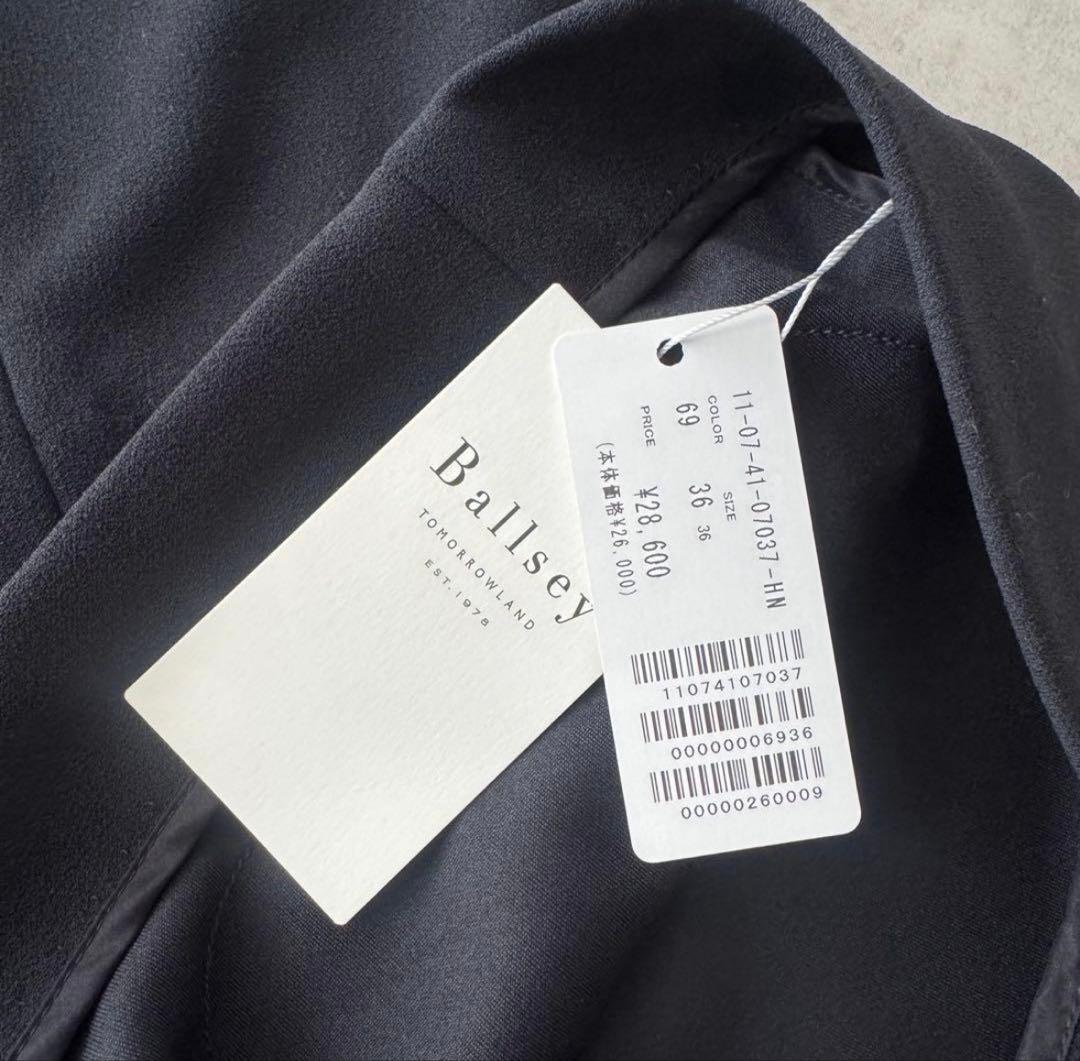 Ballsey
TOMORROWLAND
EST. 1978
11-07-41-07037-HN
COLOR SIZE
69 36 36
PRICE ¥28,600
(本体価格¥26,000)
11074107037
00000006936
00000260009